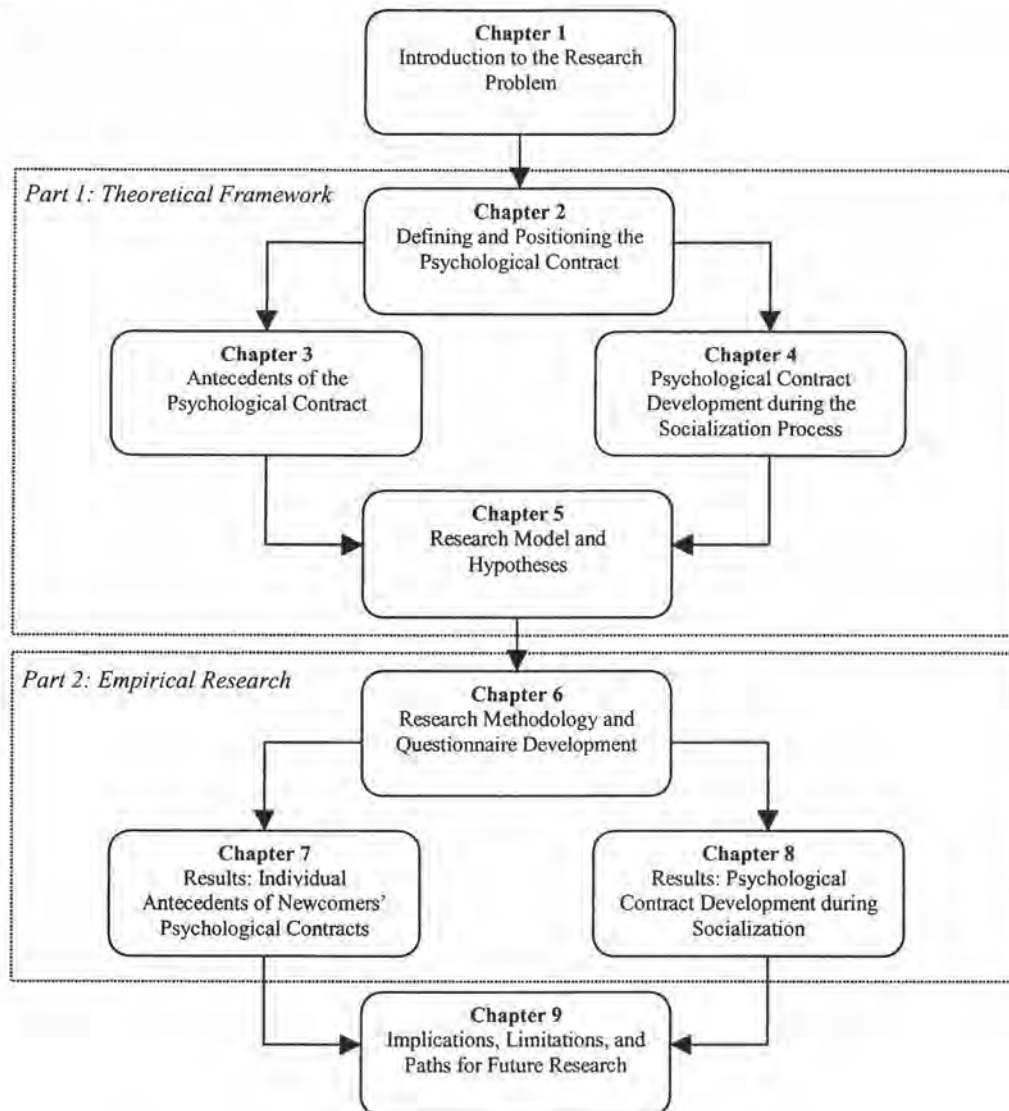 Chapter 1
Introduction to the Research
Problem
Part 1: Theoretical Framework
Chapter 2
Defining and Positioning the
Psychological Contract
Chapter 3
Antecedents of the
Psychological Contract
Chapter 4
Psychological Contract
Development during the
Socialization Process
Chapter 5
Research Model and
Hypotheses
Part 2: Empirical Research
Chapter 6
Research Methodology and
Questionnaire Development
Chapter 7
Results: Individual
Antecedents of Newcomers’
Psychological Contracts
Chapter 8
Results: Psychological
Contract Development during
Socialization
Chapter 9
Implications, Limitations, and
Paths for Future Research